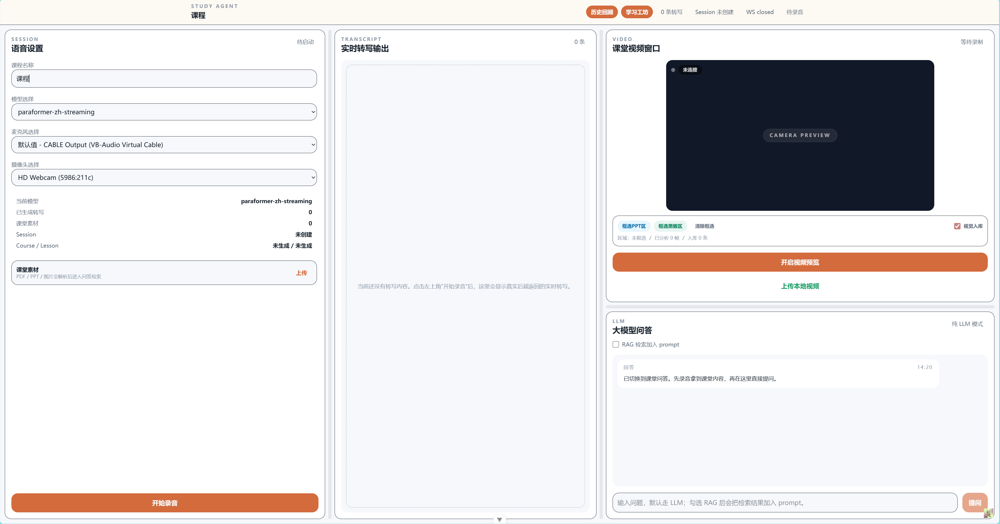 STUDY AGENT
课程
历史回顾
学习工坊
0 条转写
Session 未创建
WS closed
待录音
SESSION
语音设置
待启动
课程名称
课程
模型选择
paraformer-zh-streaming
麦克风选择
默认值 - CABLE Output (VB-Audio Virtual Cable)
摄像头选择
HD Webcam (5986:211c)
当前模型 paraformer-zh-streaming
已生成转写 0
课堂素材 0
Session 未创建
Course / Lesson 未生成 / 未生成
课堂素材
PDF / PPT / 图片会解析后进入问答检索
上传
开始录音
TRANSCRIPT
实时转写输出
0 条
当前还没有转写内容。点击左上角“开始录音”后，这里会显示真实后端返回的实时转写。
VIDEO
课堂视频窗口
等待录制
未连接
CAMERA PREVIEW
框选PPT区
框选黑板区
清除框选
视觉入库
区域：未框选 / 已分析 0 帧 / 入库 0 条
开启视频预览
上传本地视频
LLM
大模型问答
纯 LLM 模式
RAG 检索加入 prompt
回答 14:20
已切换到课堂问答。先录音拿到课堂内容，再在这里直接提问。
输入问题，默认走 LLM；勾选 RAG 后会把检索结果加入 prompt。
提问